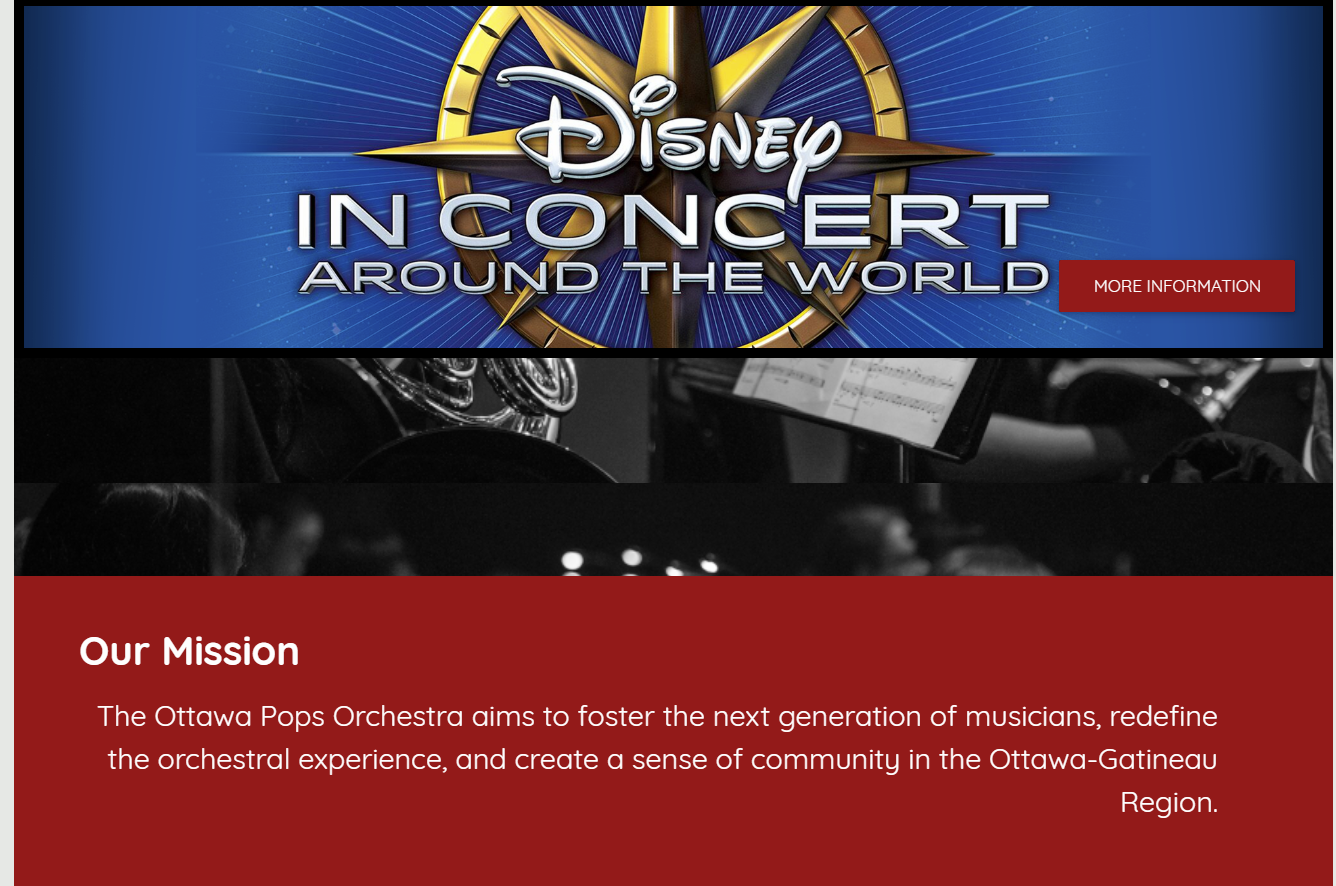 Disney
IN CONCERT
AROUND THE WORLD
MORE INFORMATION
Our Mission
The Ottawa Pops Orchestra aims to foster the next generation of musicians, redefine
the orchestral experience, and create a sense of community in the Ottawa-Gatineau
Region.